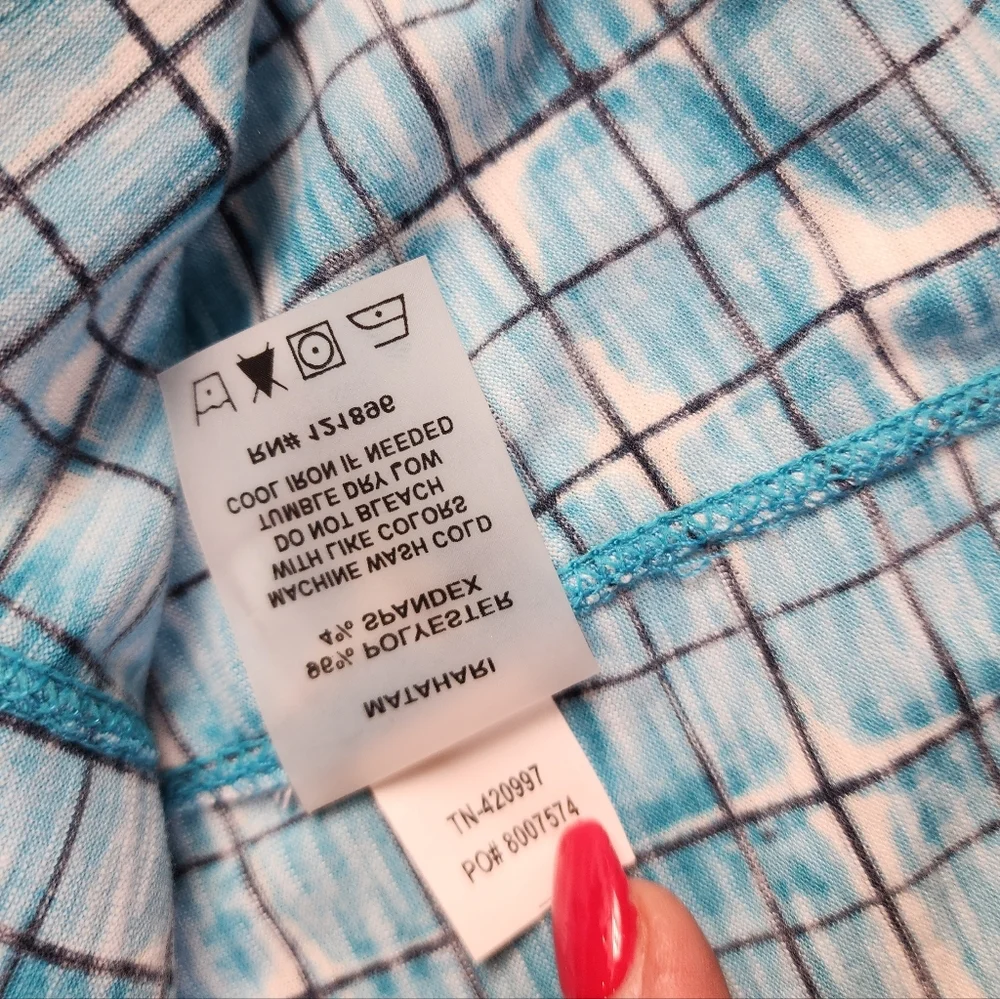 MATAHARI
96% POLYESTER
4% SPANDEX
MACHINE WASH COLD
WITH LIKE COLORS
DO NOT BLEACH
TUMBLE DRY LOW
COOL IRON IF NEEDED
RN# 121896
TN-420997
PO# 8007574